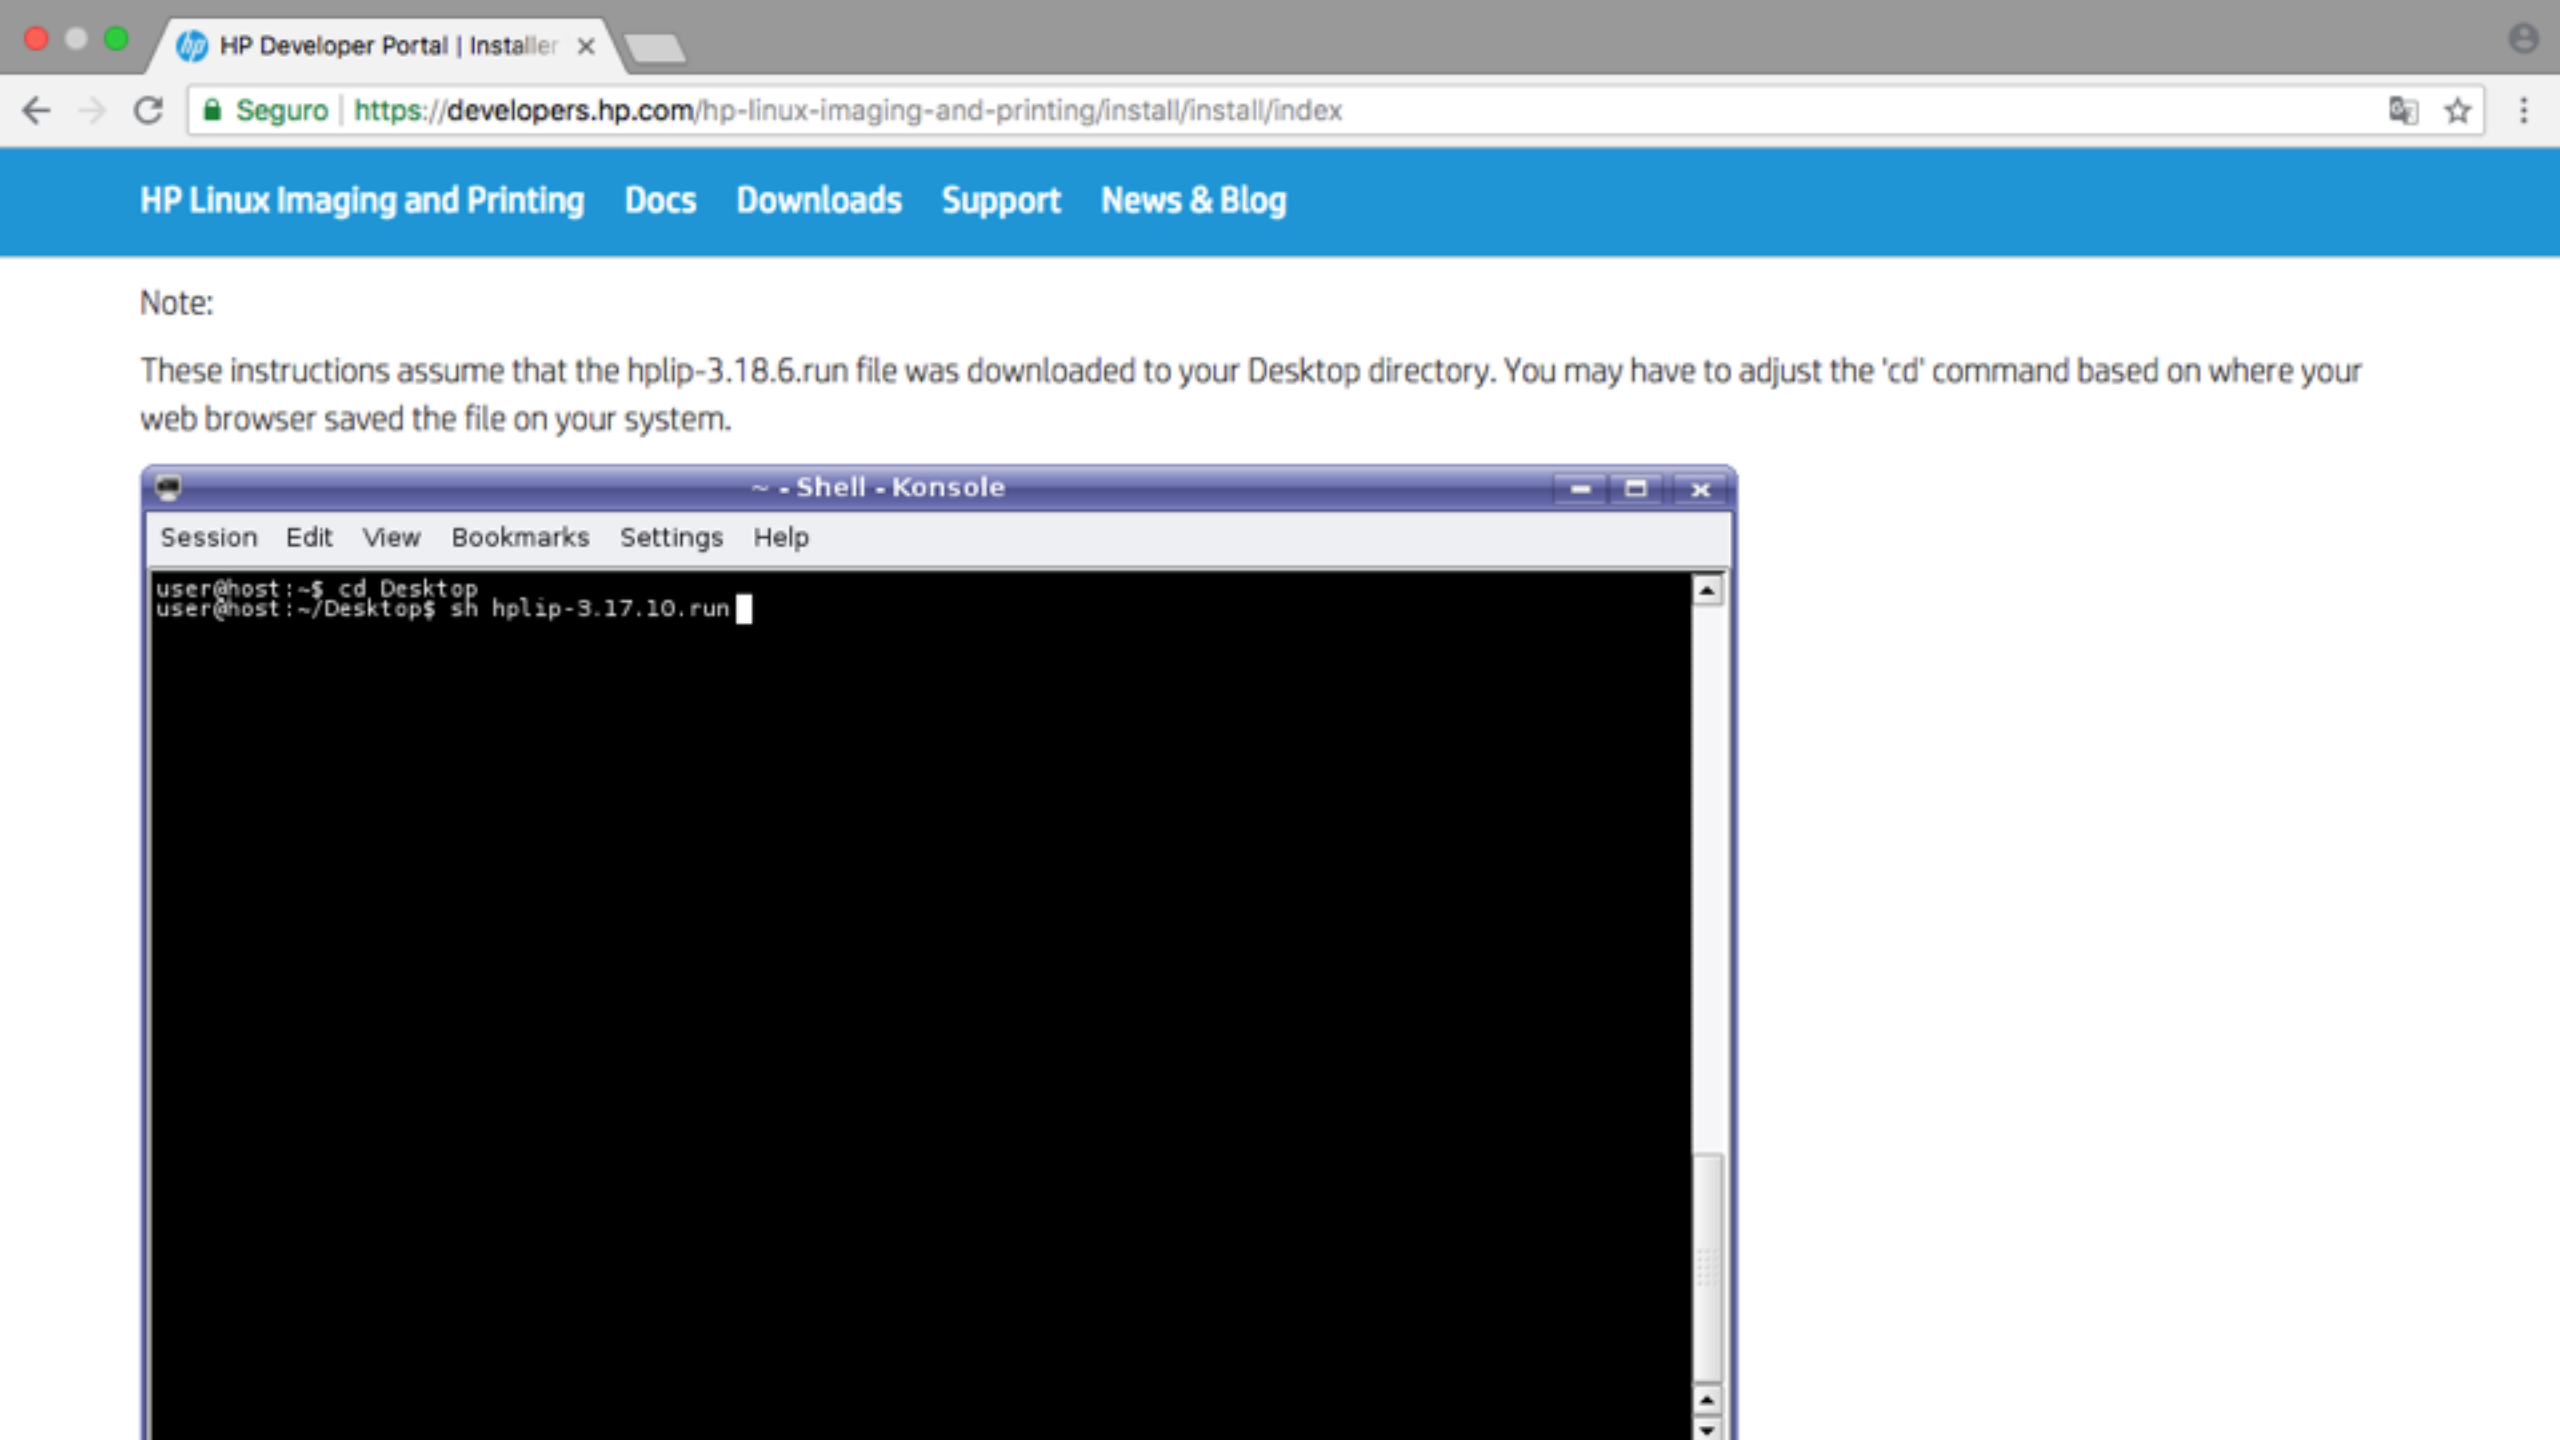 HP Developer Portal | Installer
Seguro https://developers.hp.com/hp-linux-imaging-and-printing/install/install/index
HP Linux Imaging and Printing Docs Downloads Support News & Blog
Note:
These instructions assume that the hplip-3.18.6.run file was downloaded to your Desktop directory. You may have to adjust the 'cd' command based on where your
web browser saved the file on your system.
~ - Shell - Konsole
Session Edit View Bookmarks Settings Help
user@host:~$ cd Desktop
user@host:~/Desktop$ sh hplip-3.17.10.run